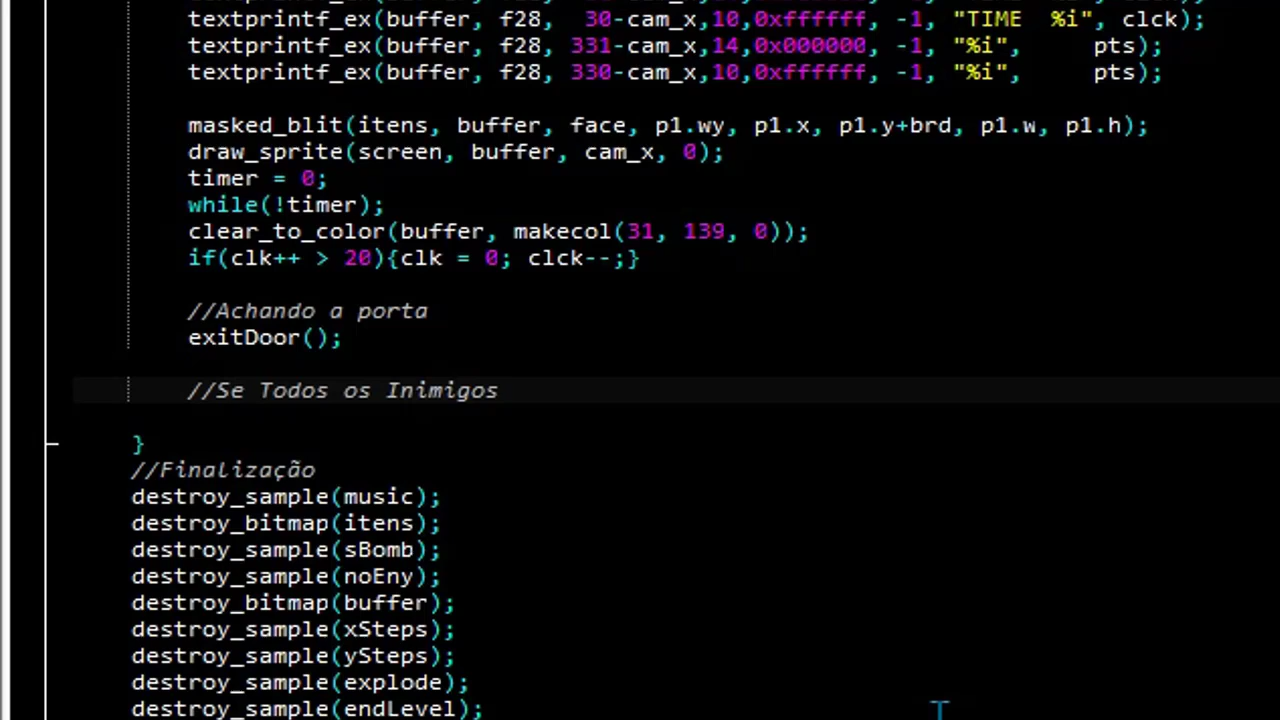 textprintf_ex(buffer, f28,  30-cam_x,10,0xffffff, -1, "TIME  %i", clck);
textprintf_ex(buffer, f28, 331-cam_x,14,0x000000, -1, "%i",     pts);
textprintf_ex(buffer, f28, 330-cam_x,10,0xffffff, -1, "%i",     pts);
masked_blit(itens, buffer, face, p1.wy, p1.x, p1.y+brd, p1.w, p1.h);
draw_sprite(screen, buffer, cam_x, 0);
timer = 0;
while(!timer);
clear_to_color(buffer, makecol(31, 139, 0));
if(clk++ > 20){clk = 0; clck--;}
//Achando a porta
exitDoor();
//Se Todos os Inimigos
}
//Finalização
destroy_sample(music);
destroy_bitmap(itens);
destroy_sample(sBomb);
destroy_sample(noEny);
destroy_bitmap(buffer);
destroy_sample(xSteps);
destroy_sample(ySteps);
destroy_sample(explode);
destroy_sample(endLevel);